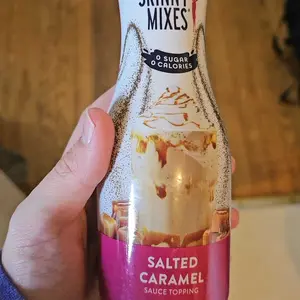 SKINNY
MIXES
0 SUGAR
0 CALORIES
SALTED
CARAMEL
SAUCE TOPPING